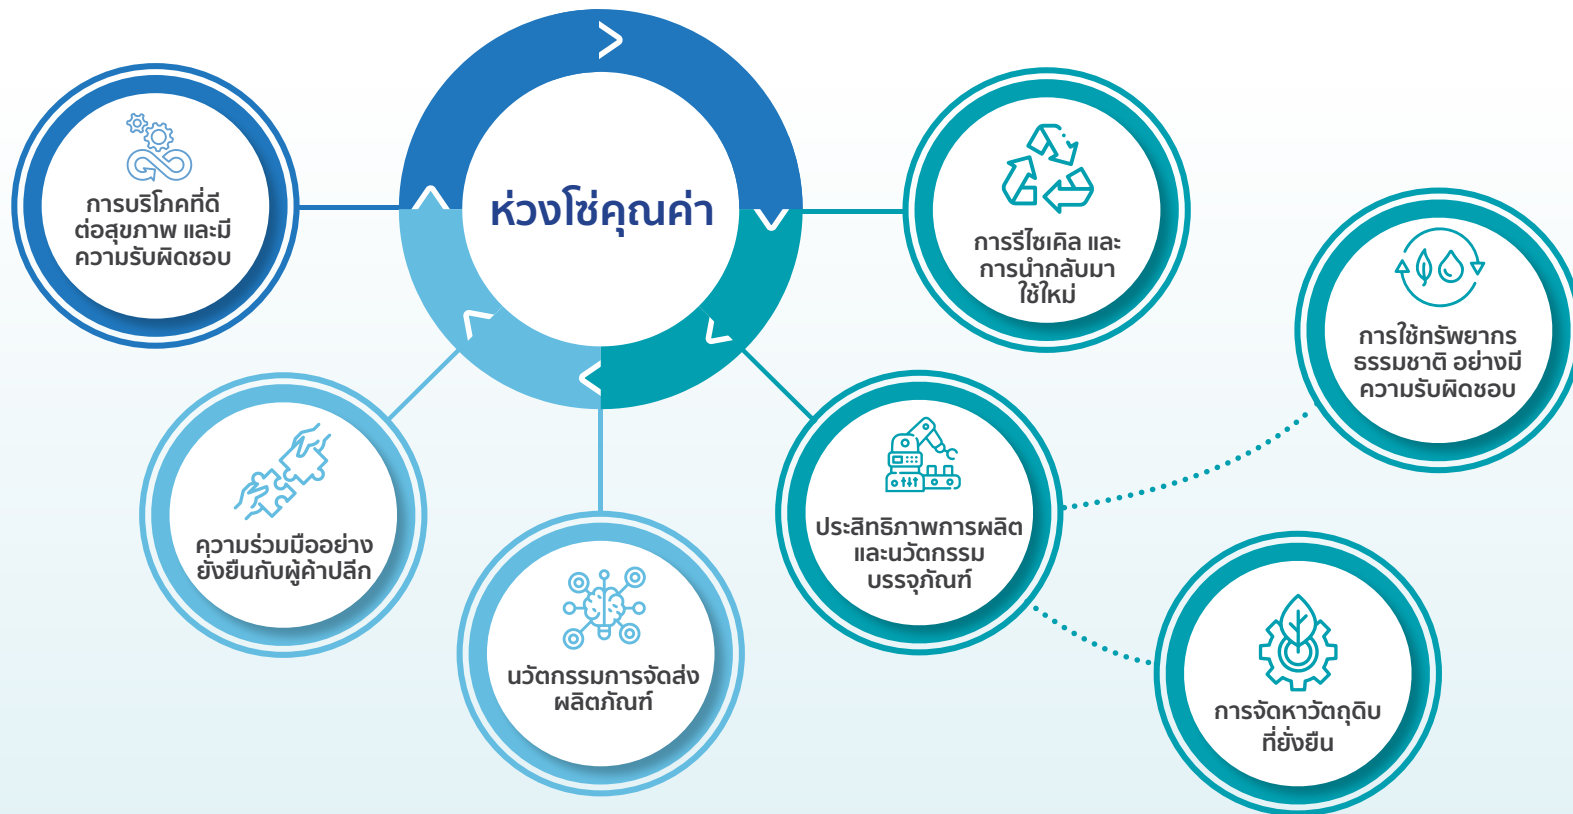 ห่วงโซ่คุณค่า
การบริโภคที่ดี
ต่อสุขภาพ และมี
ความรับผิดชอบ
การรีไซเคิล และ
การนำกลับมา
ใช้ใหม่
การใช้ทรัพยากร
ธรรมชาติ อย่างมี
ความรับผิดชอบ
ความร่วมมืออย่าง
ยั่งยืนกับผู้ค้าปลีก
ประสิทธิภาพการผลิต
และนวัตกรรม
บรรจุภัณฑ์
นวัตกรรมการจัดส่ง
ผลิตภัณฑ์
การจัดหาวัตถุดิบ
ที่ยั่งยืน